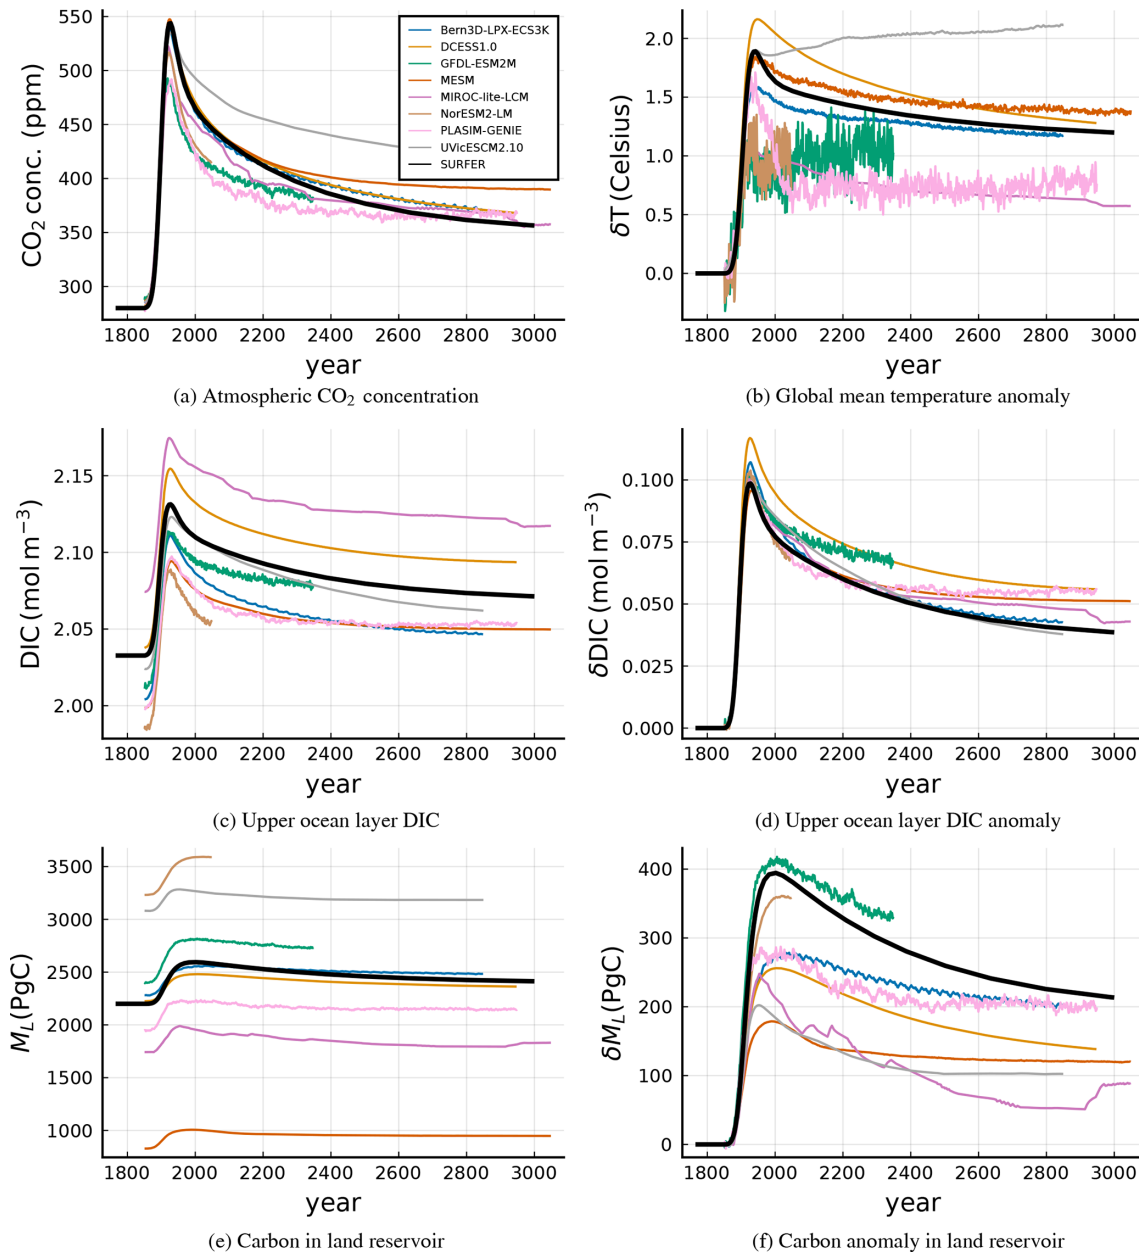 CO₂ conc. (ppm)
550
500
450
400
350
300
Bern3D-LPX-ECS3K
DCESS1.0
GFDL-ESM2M
MESM
MIROC-lite-LCM
NorESM2-LM
PLASIM-GENIE
UVicESCM2.10
SURFER
1800 2000 2200 2400 2600 2800 3000
year
(a) Atmospheric CO₂ concentration
δT (Celsius)
2.0
1.5
1.0
0.5
0.0
1800 2000 2200 2400 2600 2800 3000
year
(b) Global mean temperature anomaly
DIC (mol m⁻³)
2.15
2.10
2.05
2.00
1800 2000 2200 2400 2600 2800 3000
year
(c) Upper ocean layer DIC
δDIC (mol m⁻³)
0.100
0.075
0.050
0.025
0.000
1800 2000 2200 2400 2600 2800 3000
year
(d) Upper ocean layer DIC anomaly
M_L (PgC)
3500
3000
2500
2000
1500
1000
1800 2000 2200 2400 2600 2800 3000
year
(e) Carbon in land reservoir
δM_L (PgC)
400
300
200
100
0
1800 2000 2200 2400 2600 2800 3000
year
(f) Carbon anomaly in land reservoir